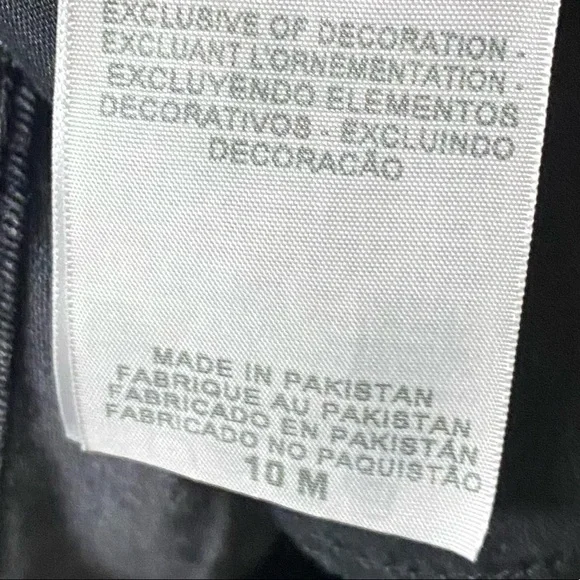 EXCLUSIVE OF DECORATION -
EXCLUANT L'ORNEMENTATION -
EXCLUYENDO ELEMENTOS
DECORATIVOS - EXCLUINDO
DECORAÇÃO
MADE IN PAKISTAN
FABRIQUE AU PAKISTAN
FABRICADO EN PAKISTÁN
FABRICADO NO PAQUISTÃO
10 M